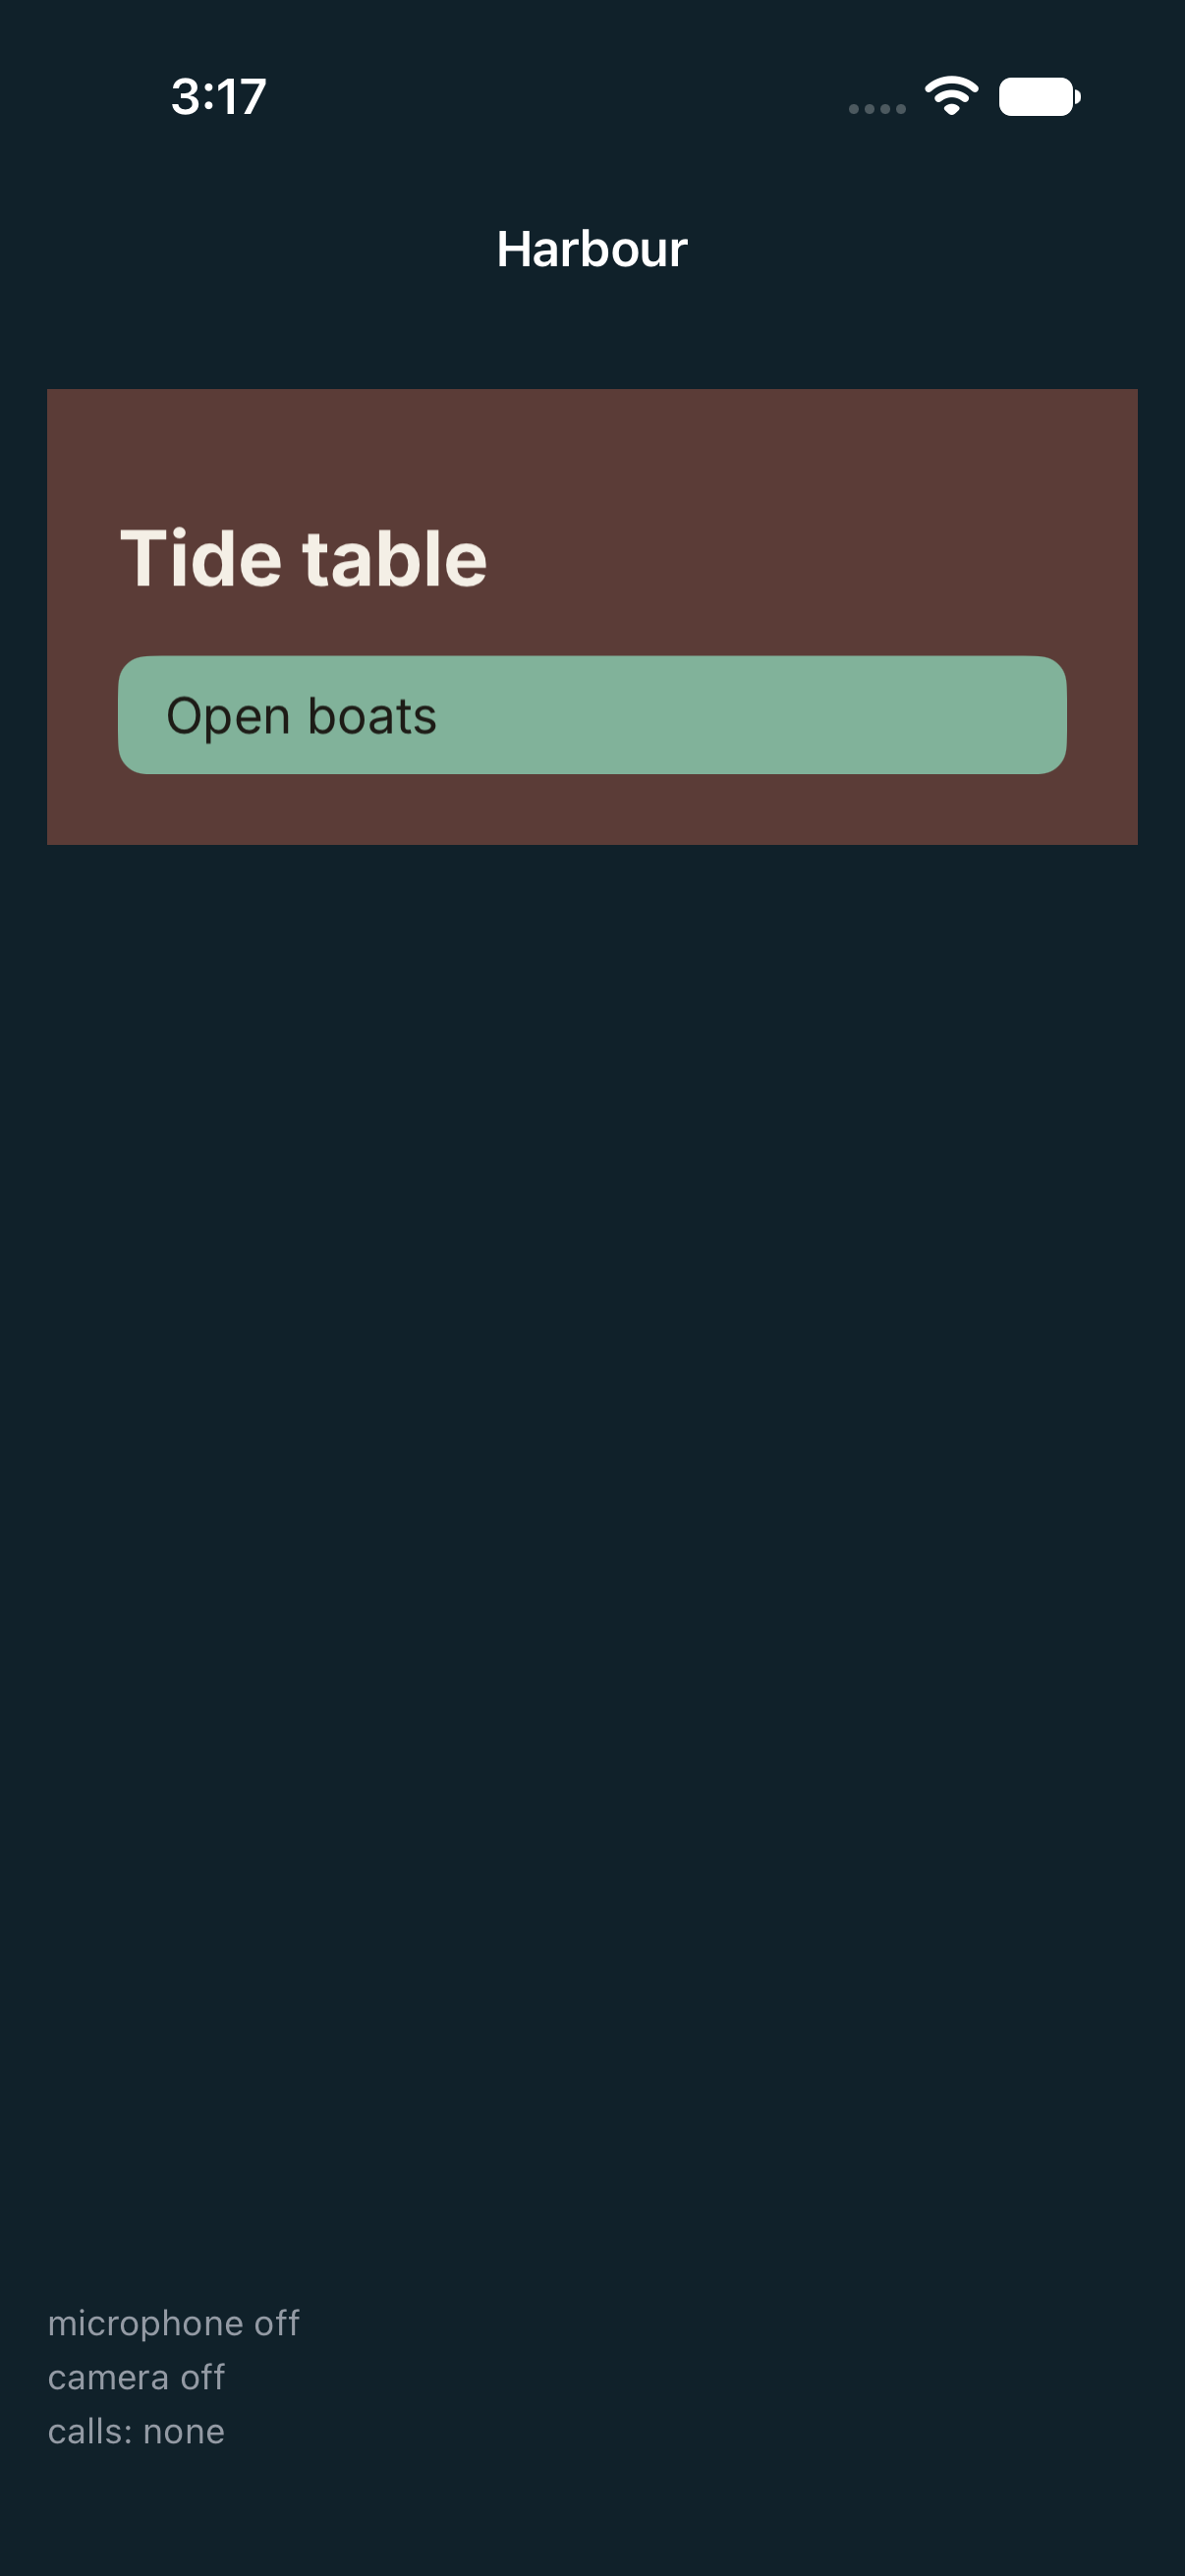 3:17
Harbour
Tide table
Open boats
microphone off
camera off
calls: none